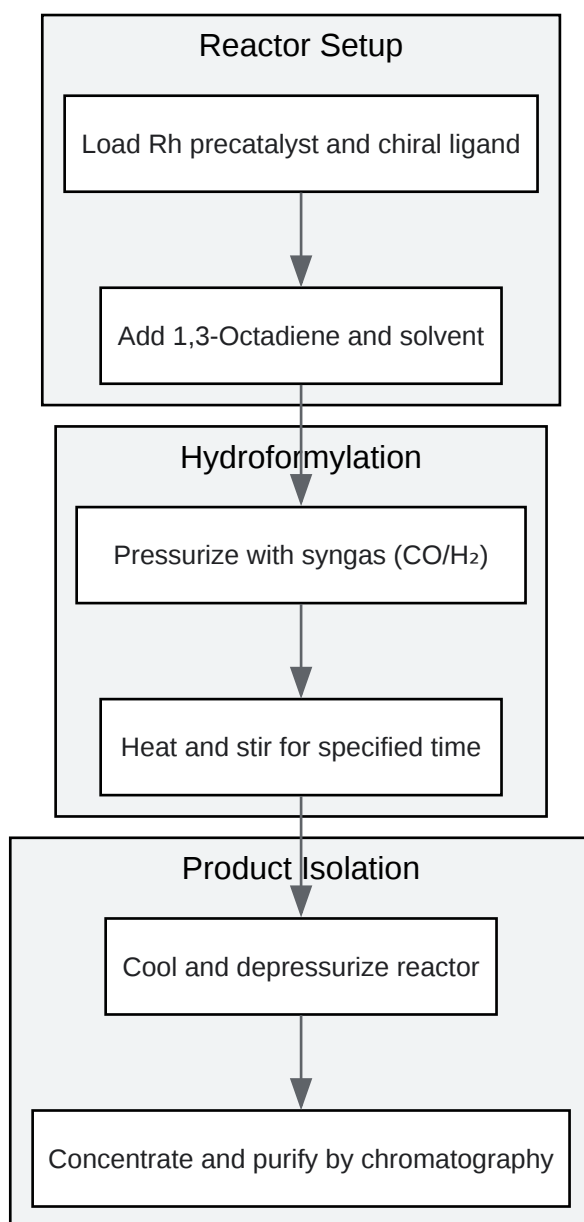 Reactor Setup
Load Rh precatalyst and chiral ligand
Add 1,3-Octadiene and solvent
Hydroformylation
Pressurize with syngas (CO/H₂)
Heat and stir for specified time
Product Isolation
Cool and depressurize reactor
Concentrate and purify by chromatography